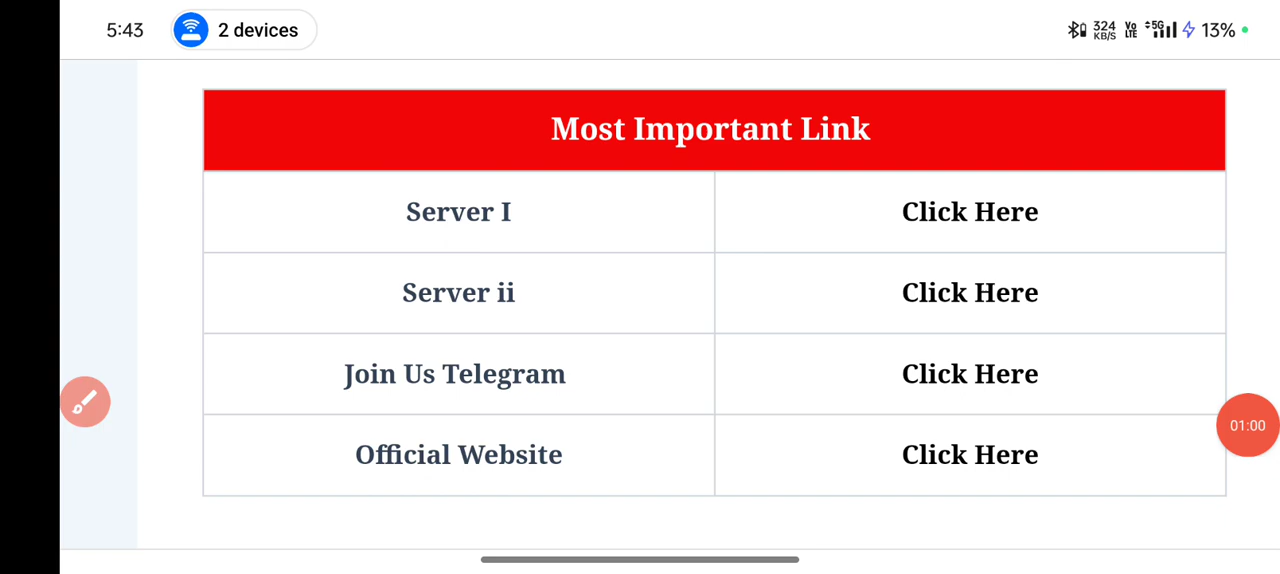 5:43 2 devices 324 KB/S Vo LTE 5G 13%
Most Important Link
Server I Click Here
Server ii Click Here
Join Us Telegram Click Here
01:00
Official Website Click Here